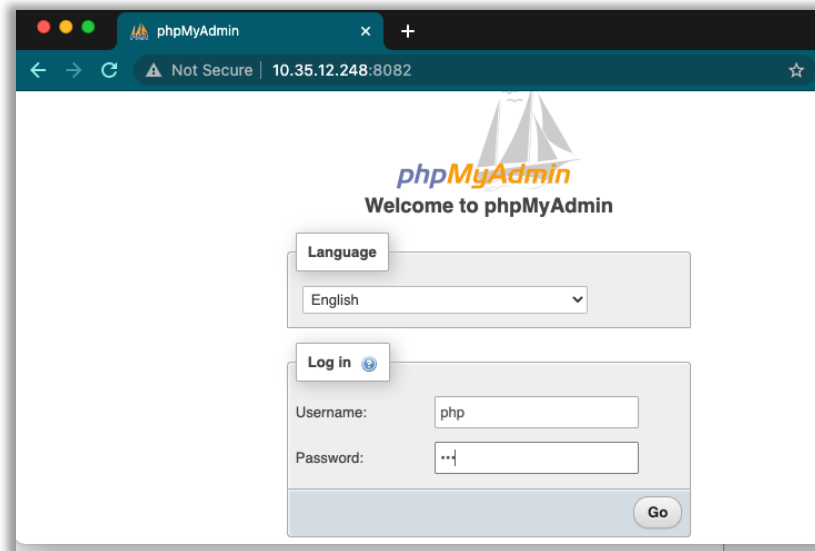 phpMyAdmin
Not Secure | 10.35.12.248:8082
phpMyAdmin
Welcome to phpMyAdmin
Language
English
Log in
Username: php
Password: •••
Go